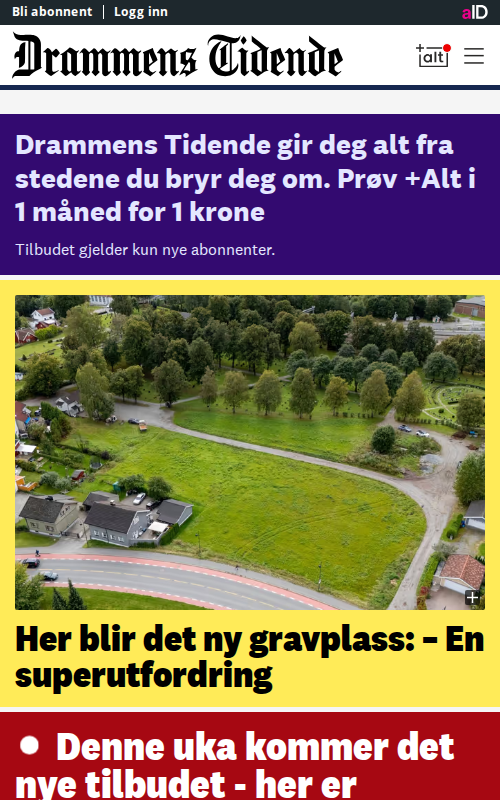 Bli abonnent | Logg inn
aID
Drammens Tidende
+alt
Drammens Tidende gir deg alt fra
stedene du bryr deg om. Prøv +Alt i
1 måned for 1 krone
Tilbudet gjelder kun nye abonnenter.
Her blir det ny gravplass: – En
superutfordring
Denne uka kommer det
nye tilbudet - her er